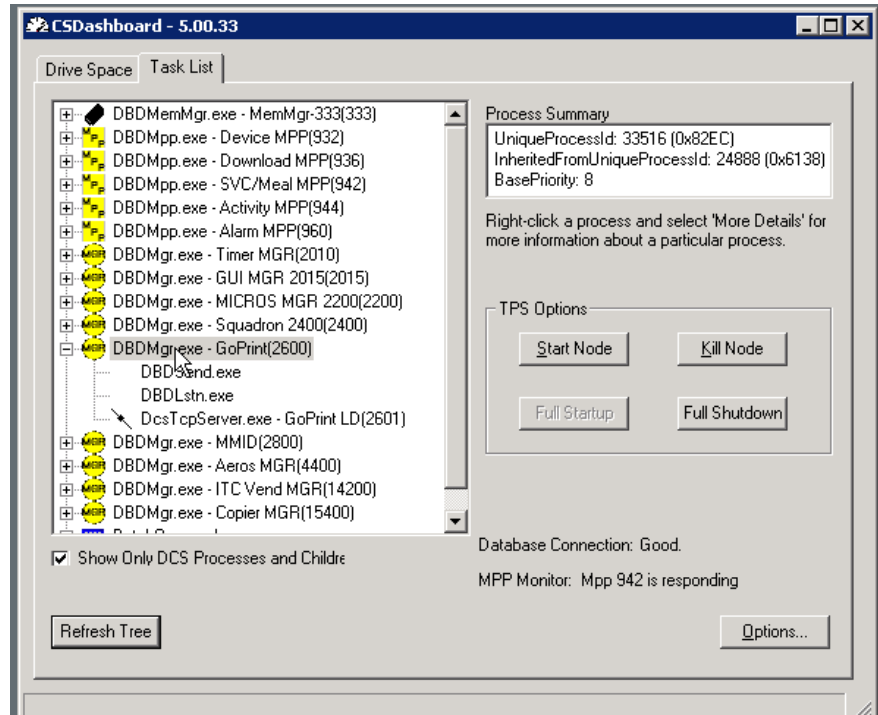 CSDashboard - 5.00.33
Drive Space
Task List
DBDMemMgr.exe - MemMgr-333(333)
DBDMpp.exe - Device MPP(932)
DBDMpp.exe - Download MPP(936)
DBDMpp.exe - SVC/Meal MPP(942)
DBDMpp.exe - Activity MPP(944)
DBDMpp.exe - Alarm MPP(960)
DBDMgr.exe - Timer MGR(2010)
DBDMgr.exe - GUI MGR 2015(2015)
DBDMgr.exe - MICROS MGR 2200(2200)
DBDMgr.exe - Squadron 2400(2400)
DBDMgr.exe - GoPrint(2600)
DBDSend.exe
DBDLstn.exe
DcsTcpServer.exe - GoPrint LD(2601)
DBDMgr.exe - MMID(2800)
DBDMgr.exe - Aeros MGR(4400)
DBDMgr.exe - ITC Vend MGR(14200)
DBDMgr.exe - Copier MGR(15400)
Show Only DCS Processes and Childre
Refresh Tree
Process Summary
UniqueProcessId: 33516 (0x82EC)
InheritedFromUniqueProcessId: 24888 (0x6138)
BasePriority: 8
Right-click a process and select 'More Details' for
more information about a particular process.
TPS Options
Start Node
Kill Node
Full Startup
Full Shutdown
Database Connection: Good.
MPP Monitor: Mpp 942 is responding
Options...